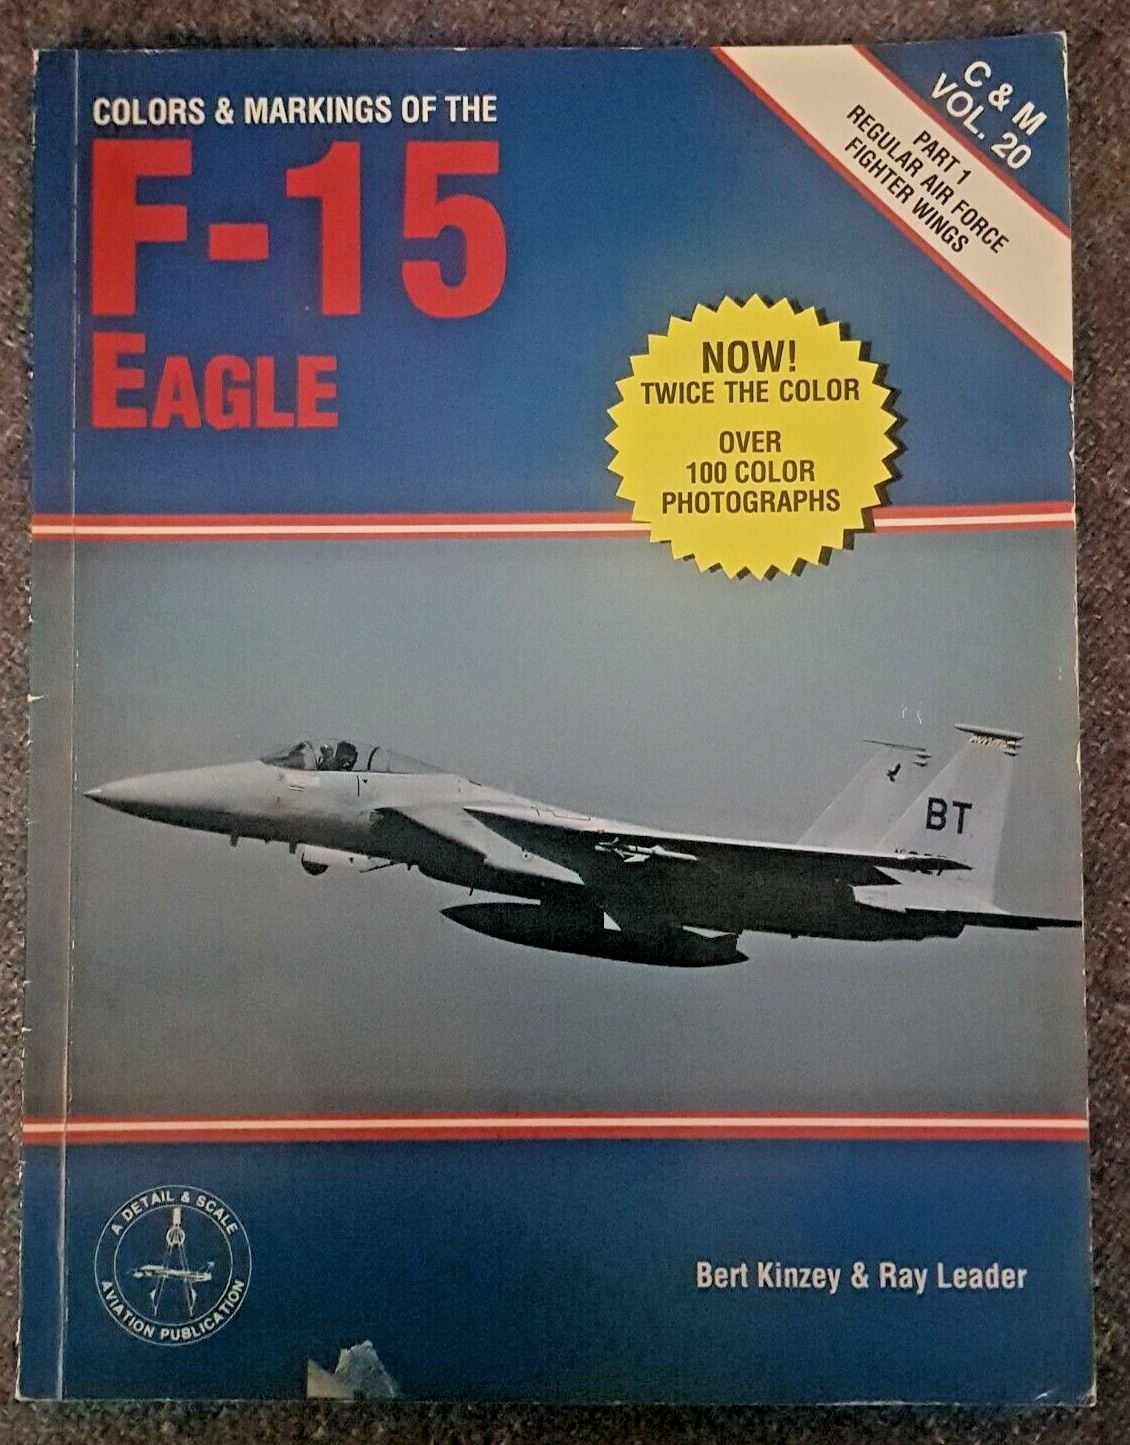 COLORS & MARKINGS OF THE
F-15
EAGLE
C & M
VOL. 20
PART 1
REGULAR AIR FORCE
FIGHTER WINGS
NOW!
TWICE THE COLOR
OVER
100 COLOR
PHOTOGRAPHS
BT
A DETAIL & SCALE
AVIATION PUBLICATION
Bert Kinzey & Ray Leader